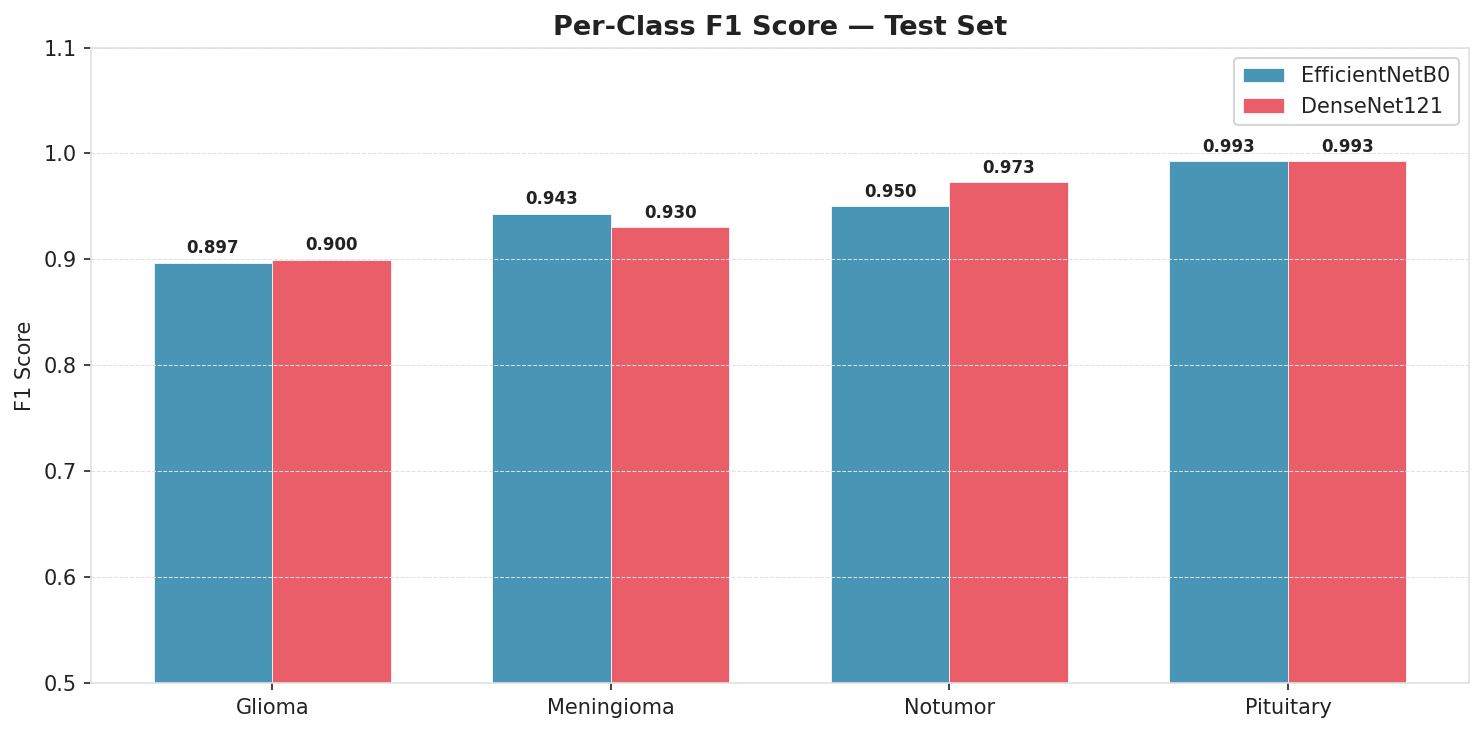 Per-Class F1 Score — Test Set
EfficientNetB0
DenseNet121
F1 Score
1.1
1.0
0.9
0.8
0.7
0.6
0.5
0.897
0.900
0.943
0.930
0.950
0.973
0.993
0.993
Glioma
Meningioma
Notumor
Pituitary